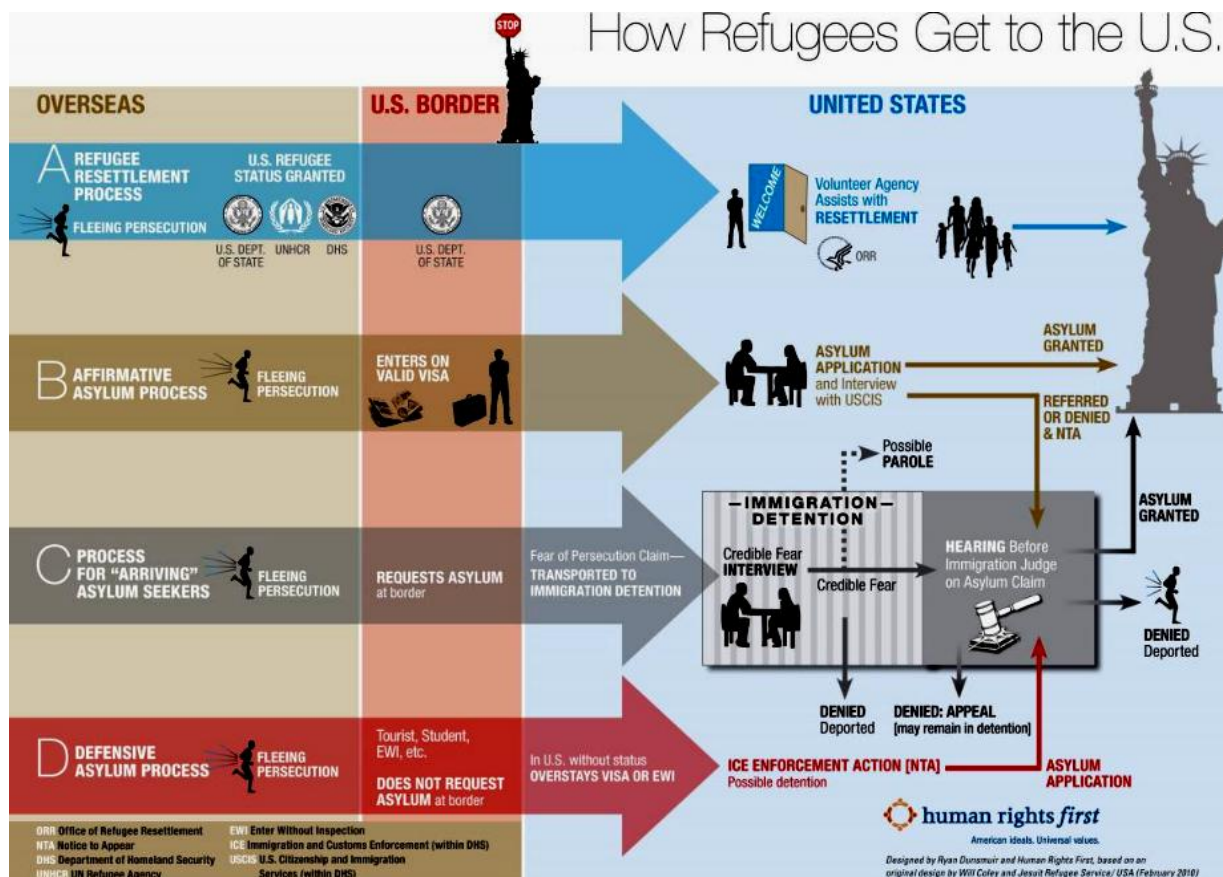 STOP
How Refugees Get to the U.S.
OVERSEAS
U.S. BORDER
UNITED STATES
A REFUGEE
RESETTLEMENT
PROCESS
FLEEING PERSECUTION
U.S. REFUGEE
STATUS GRANTED
U.S. DEPT.
OF STATE
UNHCR
DHS
U.S. DEPT.
OF STATE
WELCOME
Volunteer Agency
Assists with
RESETTLEMENT
ORR
B AFFIRMATIVE
ASYLUM PROCESS
FLEEING
PERSECUTION
ENTERS ON
VALID VISA
ASYLUM
APPLICATION
and Interview
with USCIS
ASYLUM
GRANTED
REFERRED
OR DENIED
& NTA
Possible
PAROLE
C PROCESS
FOR “ARRIVING”
ASYLUM SEEKERS
FLEEING
PERSECUTION
REQUESTS ASYLUM
at border
Fear of Persecution Claim—
TRANSPORTED TO
IMMIGRATION DETENTION
—IMMIGRATION—
DETENTION
Credible Fear
INTERVIEW
Credible Fear
HEARING Before
Immigration Judge
on Asylum Claim
ASYLUM
GRANTED
DENIED
Deported
DENIED
Deported
DENIED: APPEAL
[may remain in detention]
D DEFENSIVE
ASYLUM PROCESS
FLEEING
PERSECUTION
Tourist, Student,
EWI, etc.
DOES NOT REQUEST
ASYLUM at border
In U.S. without status
OVERSTAYS VISA OR EWI
ICE ENFORCEMENT ACTION [NTA]
Possible detention
ASYLUM
APPLICATION
ORR Office of Refugee Resettlement
NTA Notice to Appear
DHS Department of Homeland Security
UNHCR UN Refugee Agency
EWI Enter Without Inspection
ICE Immigration and Customs Enforcement (within DHS)
USCIS U.S. Citizenship and Immigration
Services (within DHS)
human rights first
American ideals. Universal values.
Designed by Ryan Dunsmuir and Human Rights First, based on an
original design by Will Coley and Jesuit Refugee Service/ USA (February 2010)